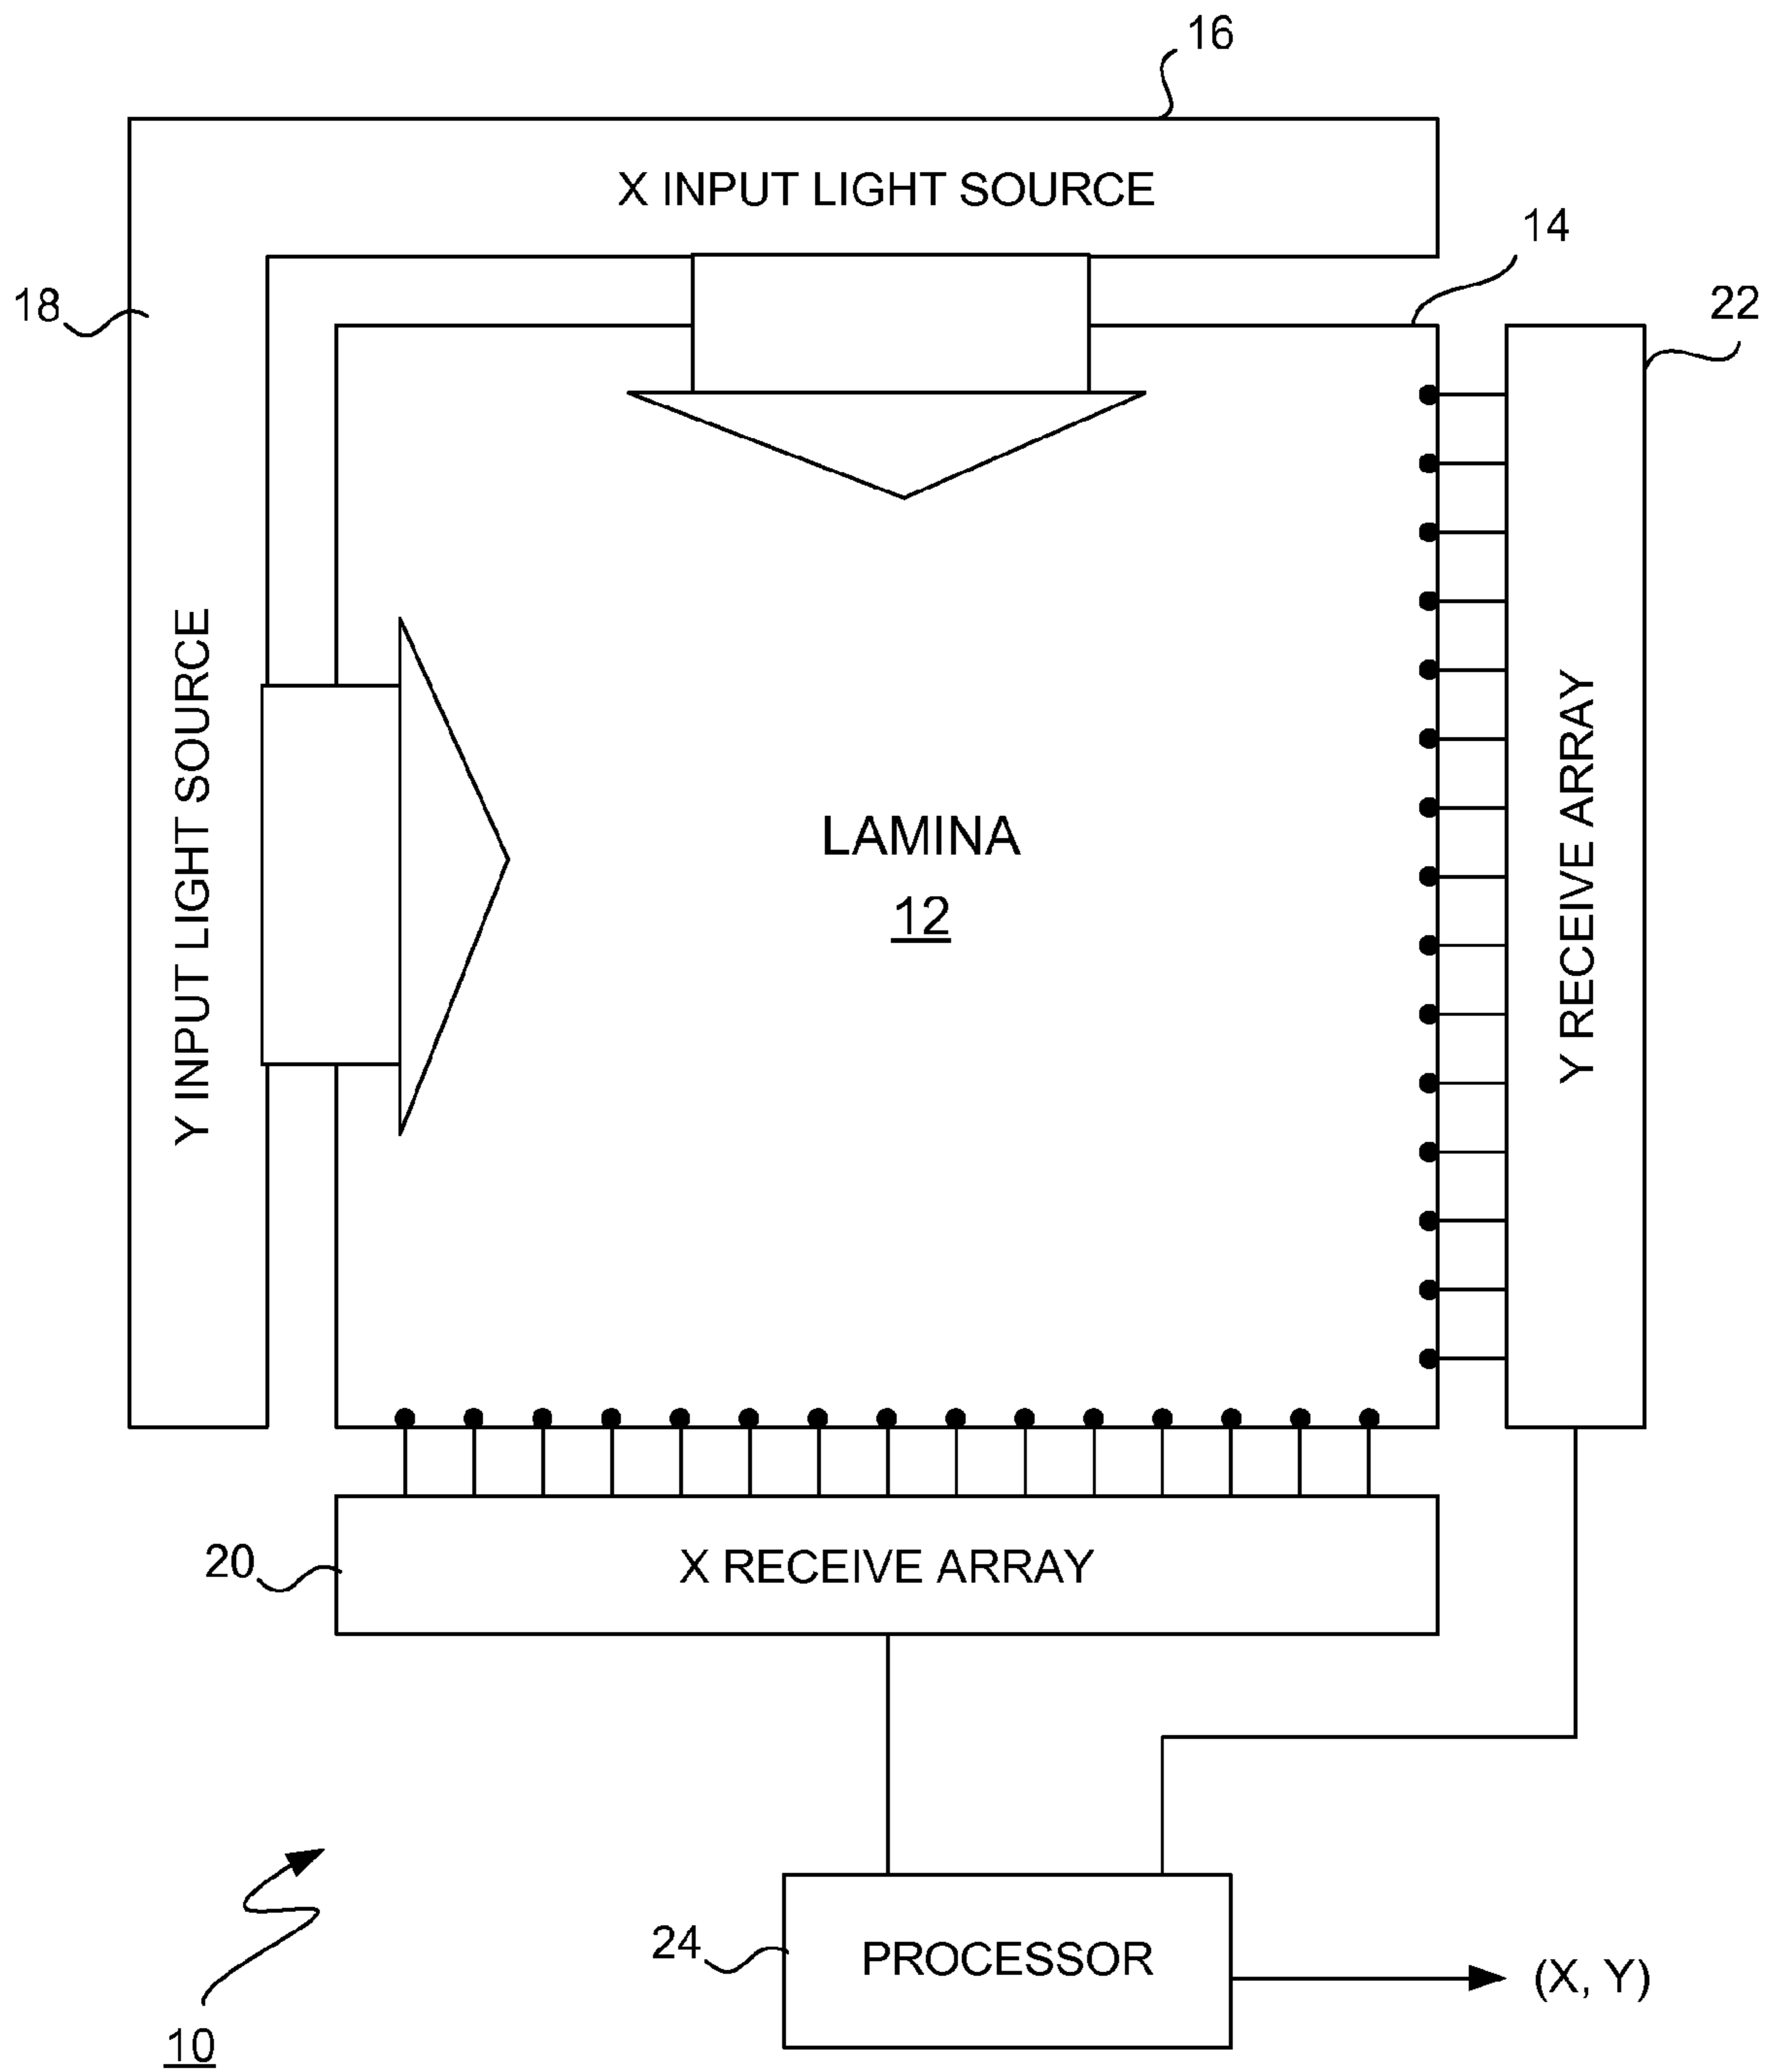 16
X INPUT LIGHT SOURCE
14
18
22
Y INPUT LIGHT SOURCE
LAMINA
12
Y RECEIVE ARRAY
20
X RECEIVE ARRAY
24
PROCESSOR
(X, Y)
10